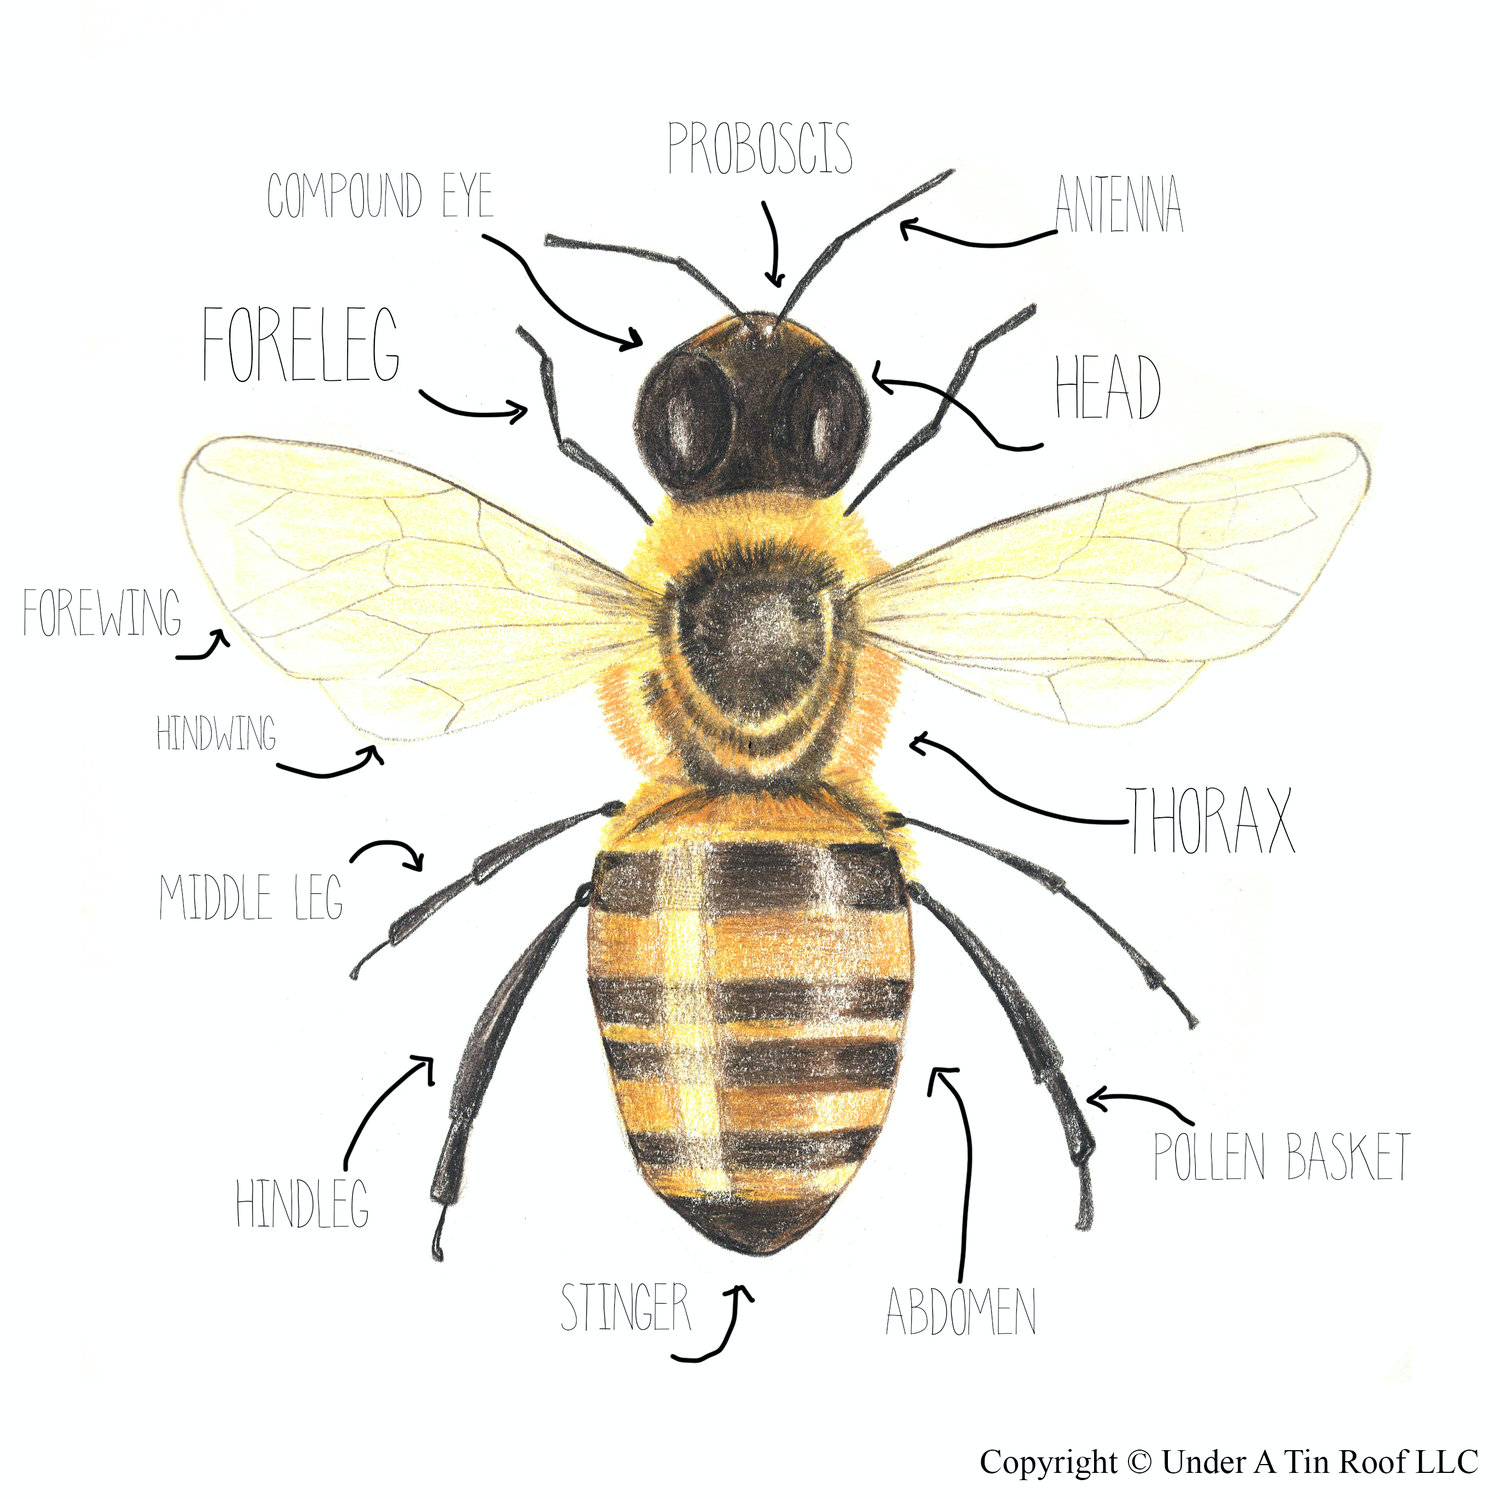 PROBOSCIS
COMPOUND EYE
ANTENNA
FORELEG
HEAD
FOREWING
HINDWING
THORAX
MIDDLE LEG
POLLEN BASKET
HINDLEG
STINGER
ABDOMEN
Copyright © Under A Tin Roof LLC